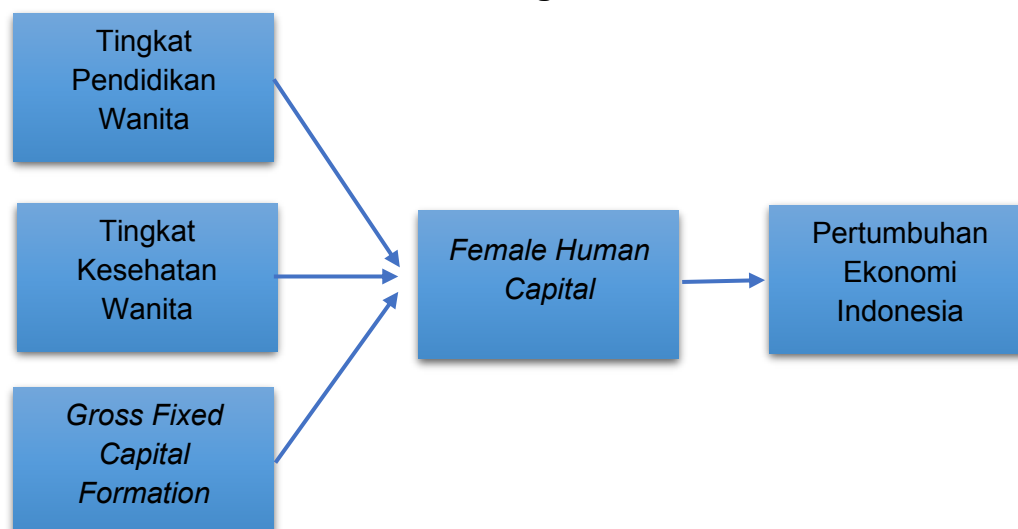 Tingkat
Pendidikan
Wanita
Tingkat
Kesehatan
Wanita
Gross Fixed
Capital
Formation
Female Human
Capital
Pertumbuhan
Ekonomi
Indonesia